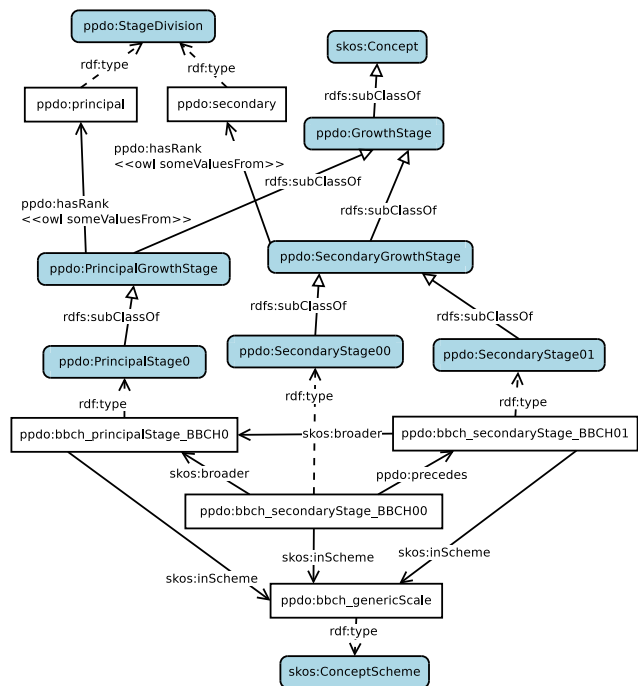 ppdo:StageDivision
skos:Concept
rdf:type
rdf:type
rdfs:subClassOf
ppdo:principal
ppdo:secondary
ppdo:GrowthStage
ppdo:hasRank
<<owl someValuesFrom>>
rdfs:subClassOf
ppdo:hasRank
<<owl someValuesFrom>>
rdfs:subClassOf
ppdo:PrincipalGrowthStage
ppdo:SecondaryGrowthStage
rdfs:subClassOf
rdfs:subClassOf
rdfs:subClassOf
ppdo:PrincipalStage0
ppdo:SecondaryStage00
ppdo:SecondaryStage01
rdf:type
rdf:type
rdf:type
ppdo:bbch_principalStage_BBCH0
skos:broader
ppdo:bbch_secondaryStage_BBCH01
skos:broader
ppdo:precedes
ppdo:bbch_secondaryStage_BBCH00
skos:inScheme
skos:inScheme
skos:inScheme
ppdo:bbch_genericScale
rdf:type
skos:ConceptScheme